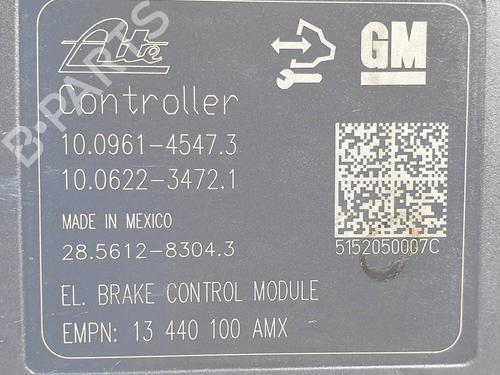 Ate
GM
Controller
10.0961-4547.3
10.0622-3472.1
MADE IN MEXICO
28.5612-8304.3
5152050007C
EL. BRAKE CONTROL MODULE
EMPN: 13 440 100 AMX
B-PARTS